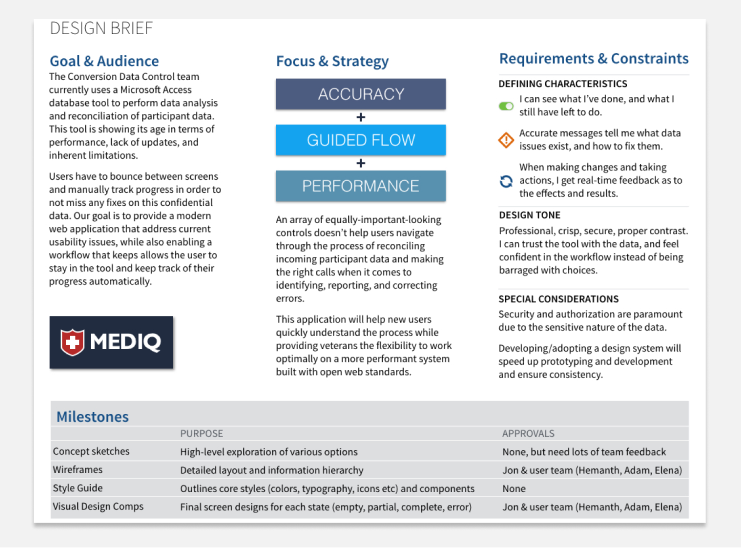 DESIGN BRIEF
Goal & Audience
The Conversion Data Control team
currently uses a Microsoft Access
database tool to perform data analysis
and reconciliation of participant data.
This tool is showing its age in terms of
performance, lack of updates, and
inherent limitations.
Users have to bounce between screens
and manually track progress in order to
not miss any fixes on this confidential
data. Our goal is to provide a modern
web application that address current
usability issues, while also enabling a
workflow that keeps allows the user to
stay in the tool and keep track of their
progress automatically.
MEDIQ
Focus & Strategy
ACCURACY
+
GUIDED FLOW
+
PERFORMANCE
An array of equally-important-looking
controls doesn't help users navigate
through the process of reconciling
incoming participant data and making
the right calls when it comes to
identifying, reporting, and correcting
errors.
This application will help new users
quickly understand the process while
providing veterans the flexibility to work
optimally on a more performant system
built with open web standards.
Requirements & Constraints
DEFINING CHARACTERISTICS
I can see what I've done, and what I
still have left to do.
Accurate messages tell me what data
issues exist, and how to fix them.
When making changes and taking
actions, I get real-time feedback as to
the effects and results.
DESIGN TONE
Professional, crisp, secure, proper contrast.
I can trust the tool with the data, and feel
confident in the workflow instead of being
barraged with choices.
SPECIAL CONSIDERATIONS
Security and authorization are paramount
due to the sensitive nature of the data.
Developing/adopting a design system will
speed up prototyping and development
and ensure consistency.
Milestones
PURPOSE APPROVALS
Concept sketches High-level exploration of various options None, but need lots of team feedback
Wireframes Detailed layout and information hierarchy Jon & user team (Hemanth, Adam, Elena)
Style Guide Outlines core styles (colors, typography, icons etc) and components None
Visual Design Comps Final screen designs for each state (empty, partial, complete, error) Jon & user team (Hemanth, Adam, Elena)